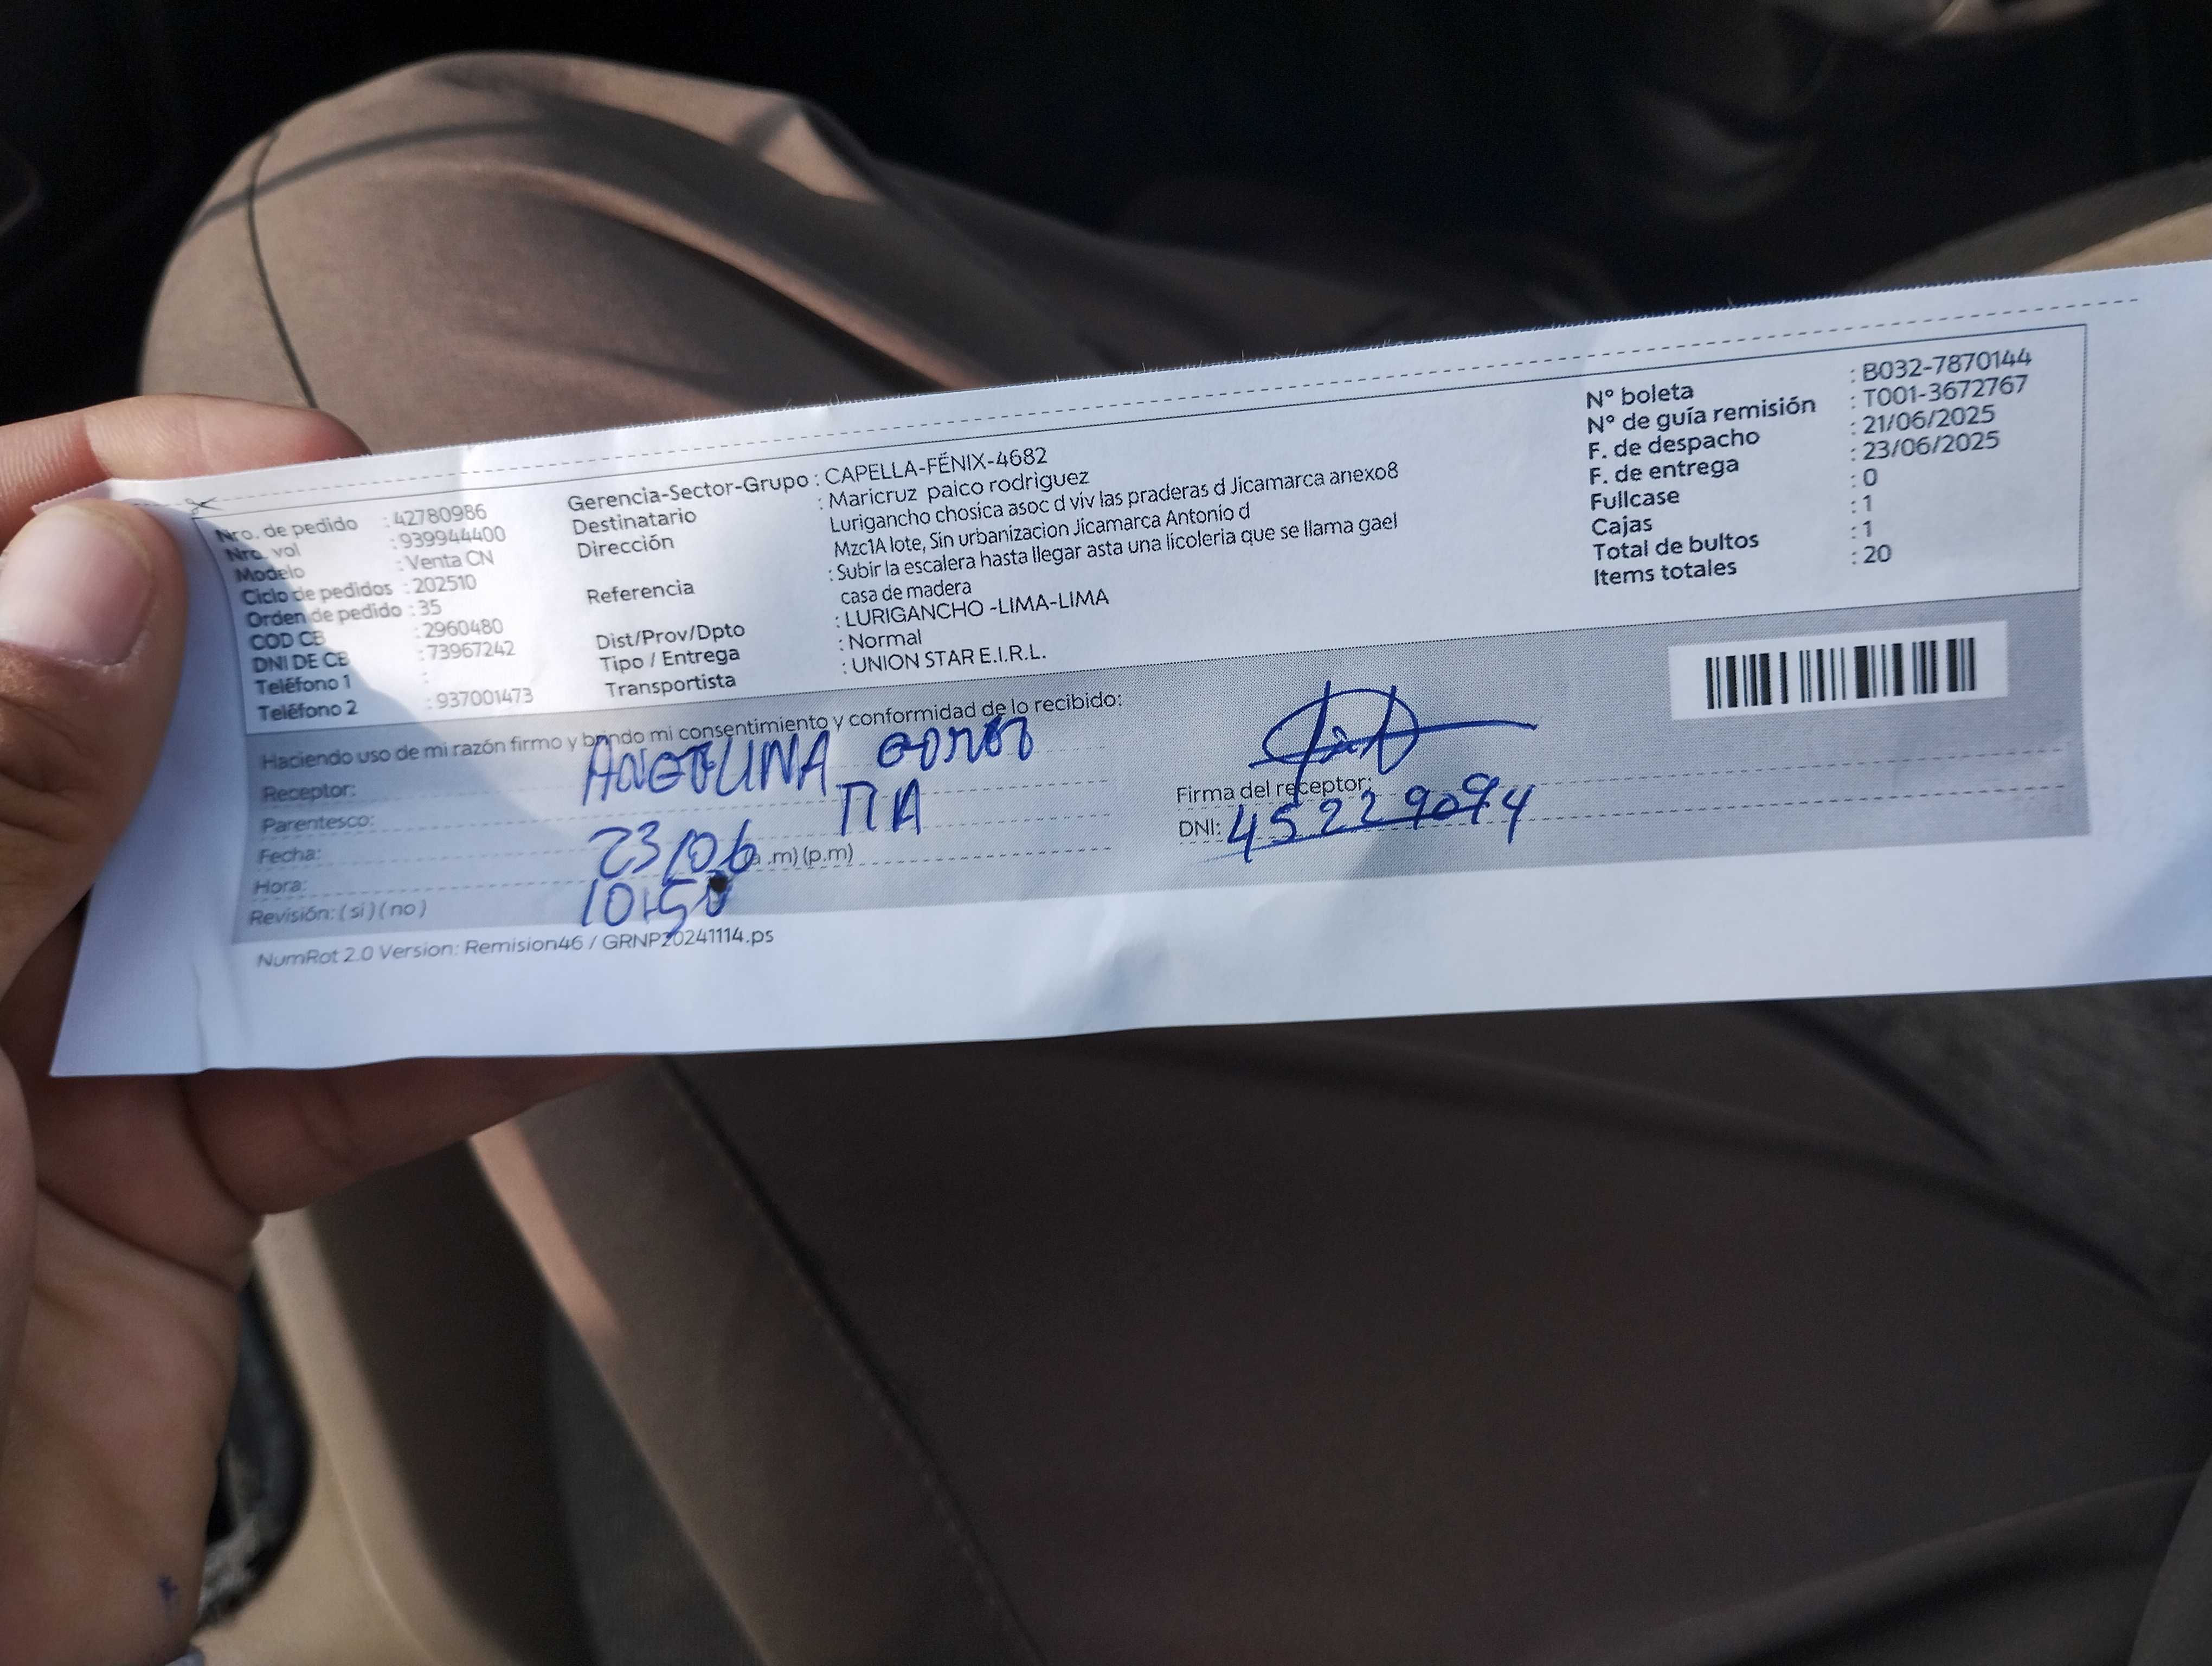 Nro. de pedido : 42780986
Nro. vol : 939944400
Modelo : Venta CN
Ciclo de pedidos : 202510
Orden de pedido : 35
COD CB : 2960480
DNI DE CB : 73967242
Teléfono 1 :
Teléfono 2 : 937001473
Gerencia-Sector-Grupo : CAPELLA-FÉNIX-4682
Destinatario : Maricruz paico rodriguez
Dirección Lurigancho chosica asoc d viv las praderas d Jicamarca anexo8
Mzc1A lote, Sin urbanizacion Jicamarca Antonio d
Referencia : Subir la escalera hasta llegar asta una licoleria que se llama gael
casa de madera
Dist/Prov/Dpto : LURIGANCHO -LIMA-LIMA
Tipo / Entrega : Normal
Transportista : UNION STAR E.I.R.L.
N° boleta : B032-7870144
N° de guía remisión : T001-3672767
F. de despacho : 21/06/2025
F. de entrega : 23/06/2025
Fullcase : 0
Cajas : 1
Total de bultos : 1
Items totales : 20
Haciendo uso de mi razón firmo y brindo mi consentimiento y conformidad de lo recibido:
Receptor: ANGELINA
Parentesco: TIA
Fecha: 23/06
Hora: 10:50 (a.m) (p.m)
Revisión: ( si ) ( no )
Firma del receptor:
DNI: 45229094
NumRot 2.0 Version: Remision46 / GRNP20241114.ps